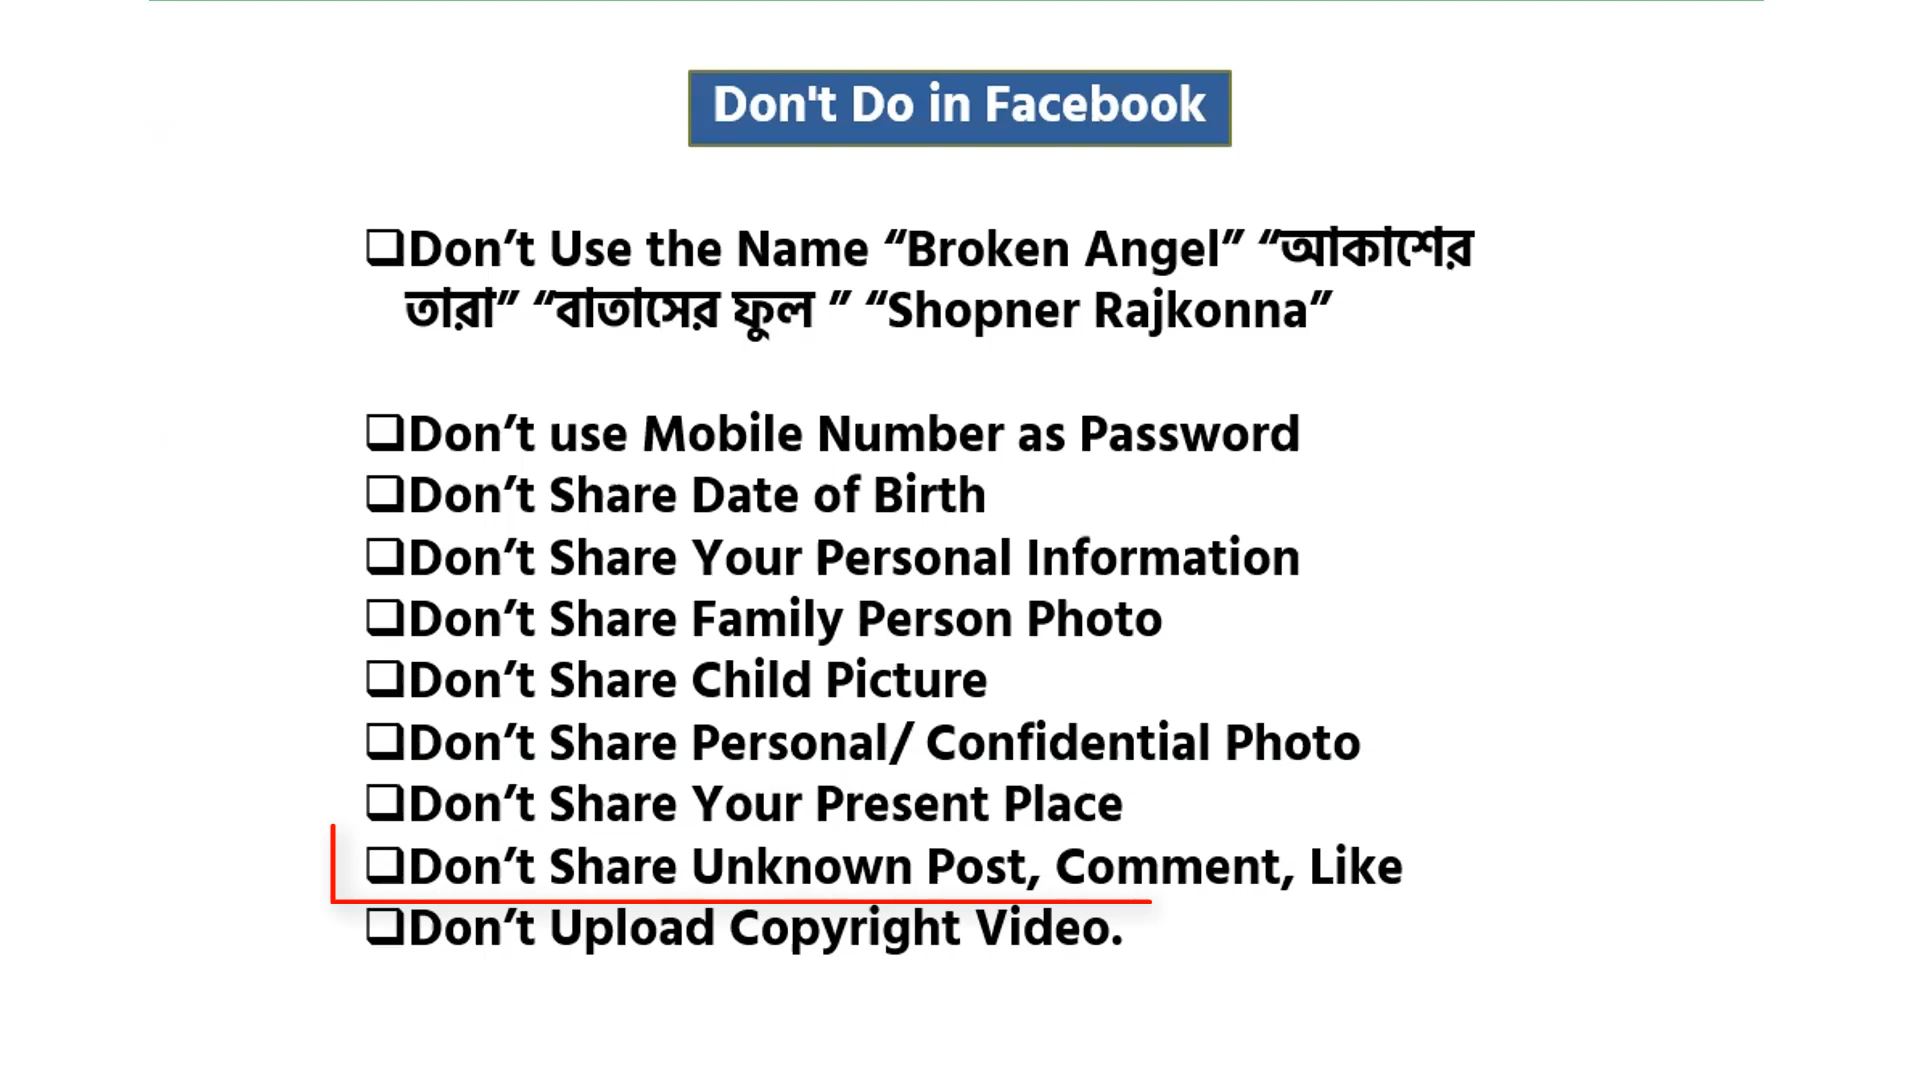 Don't Do in Facebook
❑Don’t Use the Name “Broken Angel” “আকাশের
তারা” “বাতাসের ফুল ” “Shopner Rajkonna”
❑Don’t use Mobile Number as Password
❑Don’t Share Date of Birth
❑Don’t Share Your Personal Information
❑Don’t Share Family Person Photo
❑Don’t Share Child Picture
❑Don’t Share Personal/ Confidential Photo
❑Don’t Share Your Present Place
❑Don’t Share Unknown Post, Comment, Like
❑Don’t Upload Copyright Video.